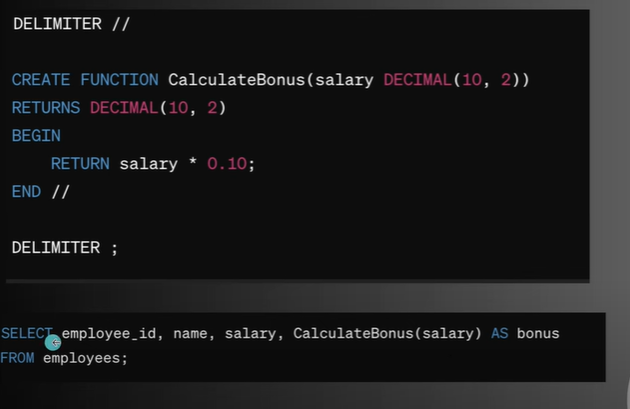 DELIMITER //
CREATE FUNCTION CalculateBonus(salary DECIMAL(10, 2))
RETURNS DECIMAL(10, 2)
BEGIN
    RETURN salary * 0.10;
END //
DELIMITER ;
SELECT employee_id, name, salary, CalculateBonus(salary) AS bonus
FROM employees;